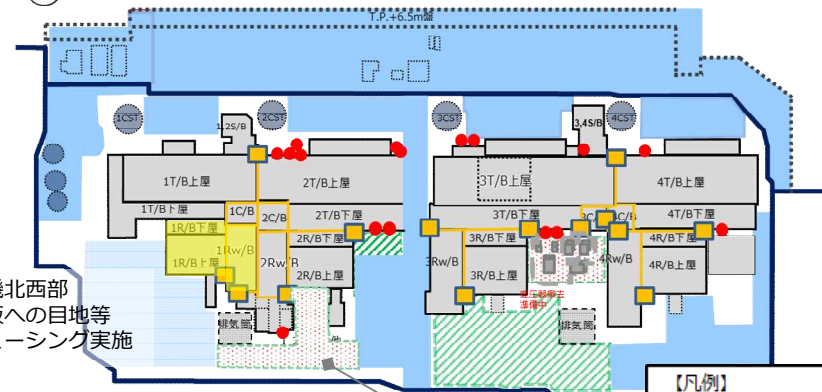 T.P.+6.5m盤
1CST
2CST
3CST
4CST
1,2S/B
3,4S/B
1T/B上屋
2T/B上屋
3T/B上屋
4T/B上屋
1T/B下屋
2T/B下屋
3T/B下屋
4T/B下屋
1C/B
2C/B
1R/B下屋
2R/B下屋
3R/B下屋
4R/B下屋
1Rw/B
2Rw/B
3Rw/B
4Rw/B
1R/B上屋
2R/B上屋
3R/B上屋
4R/B上屋
準備中
排気筒
排気筒
北西部
への目地等
ーシング実施
【凡例】